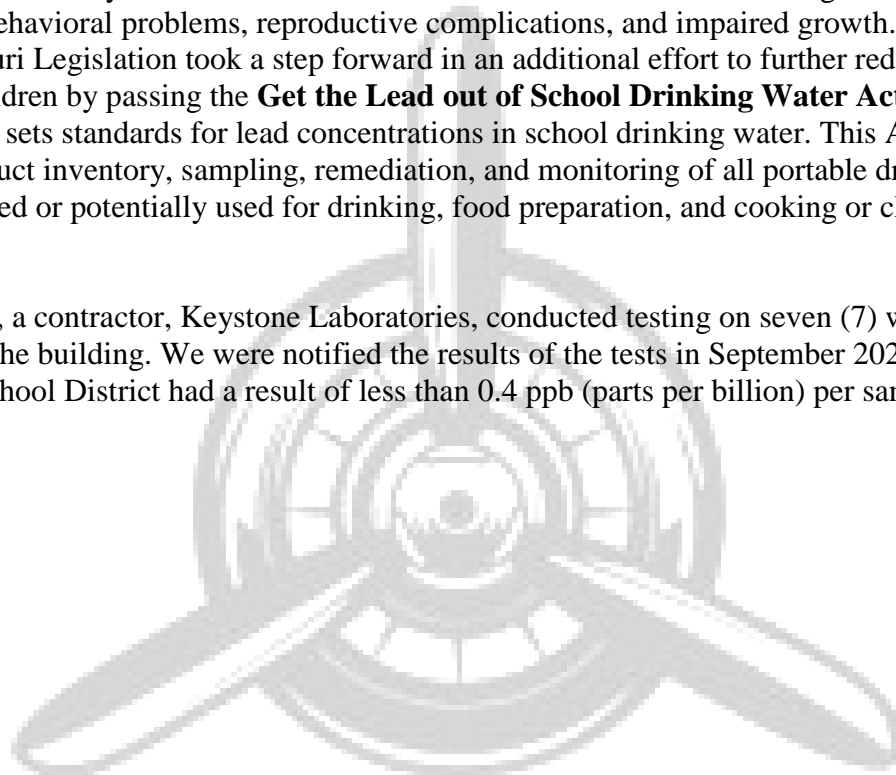 ehavioral problems, reproductive complications, and impaired growth.
uri Legislation took a step forward in an additional effort to further red
ldren by passing the Get the Lead out of School Drinking Water Act
sets standards for lead concentrations in school drinking water. This A
uct inventory, sampling, remediation, and monitoring of all portable dr
ed or potentially used for drinking, food preparation, and cooking or cl
, a contractor, Keystone Laboratories, conducted testing on seven (7) w
he building. We were notified the results of the tests in September 202
hool District had a result of less than 0.4 ppb (parts per billion) per sam